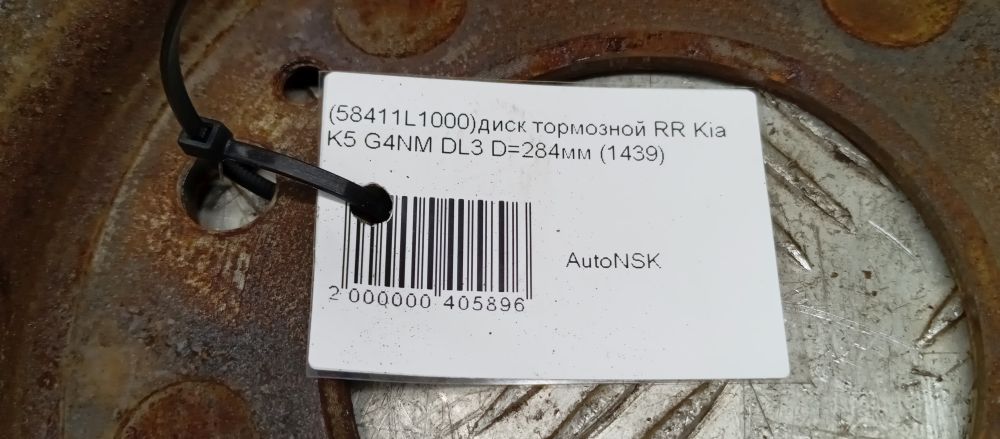 (58411L1000)диск тормозной RR Kia
K5 G4NM DL3 D=284мм (1439)
AutoNSK
2 000000 405896